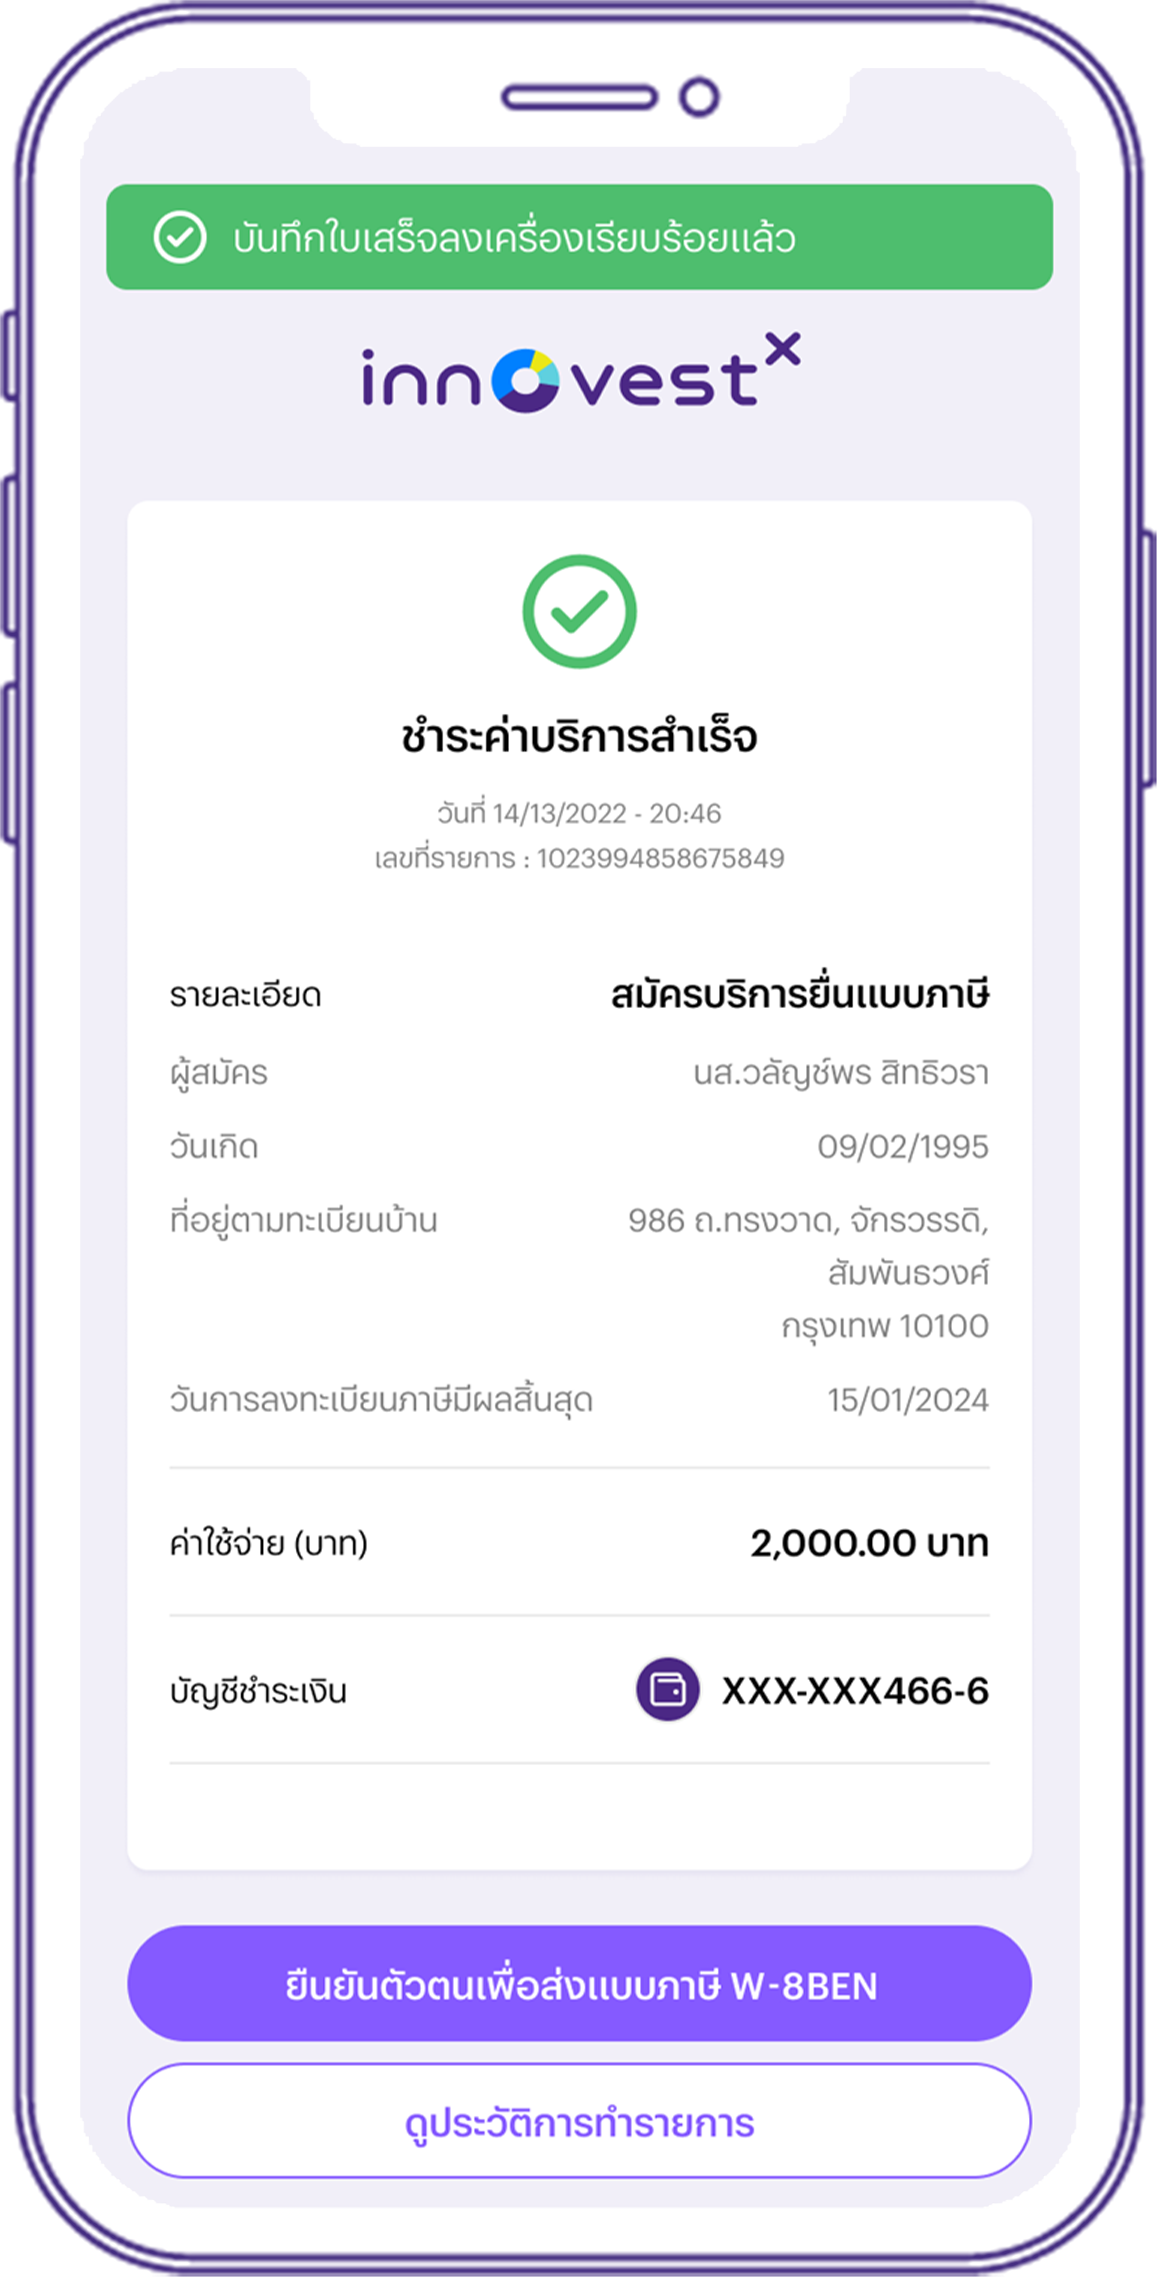 บันทึกใบเสร็จลงเครื่องเรียบร้อยแล้ว
innovestx
ชำระค่าบริการสำเร็จ
วันที่ 14/13/2022 - 20:46
เลขที่รายการ : 1023994858675849
รายละเอียด สมัครบริการยื่นแบบภาษี
ผู้สมัคร นส.วลัญช์พร สิทธิวรา
วันเกิด 09/02/1995
ที่อยู่ตามทะเบียนบ้าน 986 ถ.ทรงวาด, จักรวรรดิ,
สัมพันธวงศ์
กรุงเทพ 10100
วันการลงทะเบียนภาษีมีผลสิ้นสุด 15/01/2024
ค่าใช้จ่าย (บาท) 2,000.00 บาท
บัญชีชำระเงิน XXX-XXX466-6
ยืนยันตัวตนเพื่อส่งแบบภาษี W-8BEN
ดูประวัติการทำรายการ